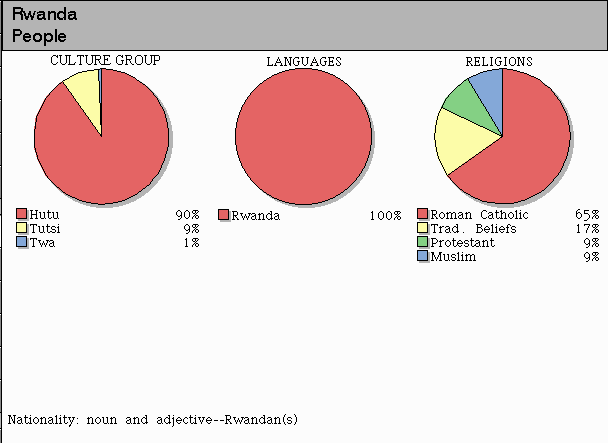 Rwanda
People
CULTURE GROUP
Hutu 90%
Tutsi 9%
Twa 1%
LANGUAGES
Rwanda 100%
RELIGIONS
Roman Catholic 65%
Trad. Beliefs 17%
Protestant 9%
Muslim 9%
Nationality: noun and adjective--Rwandan(s)